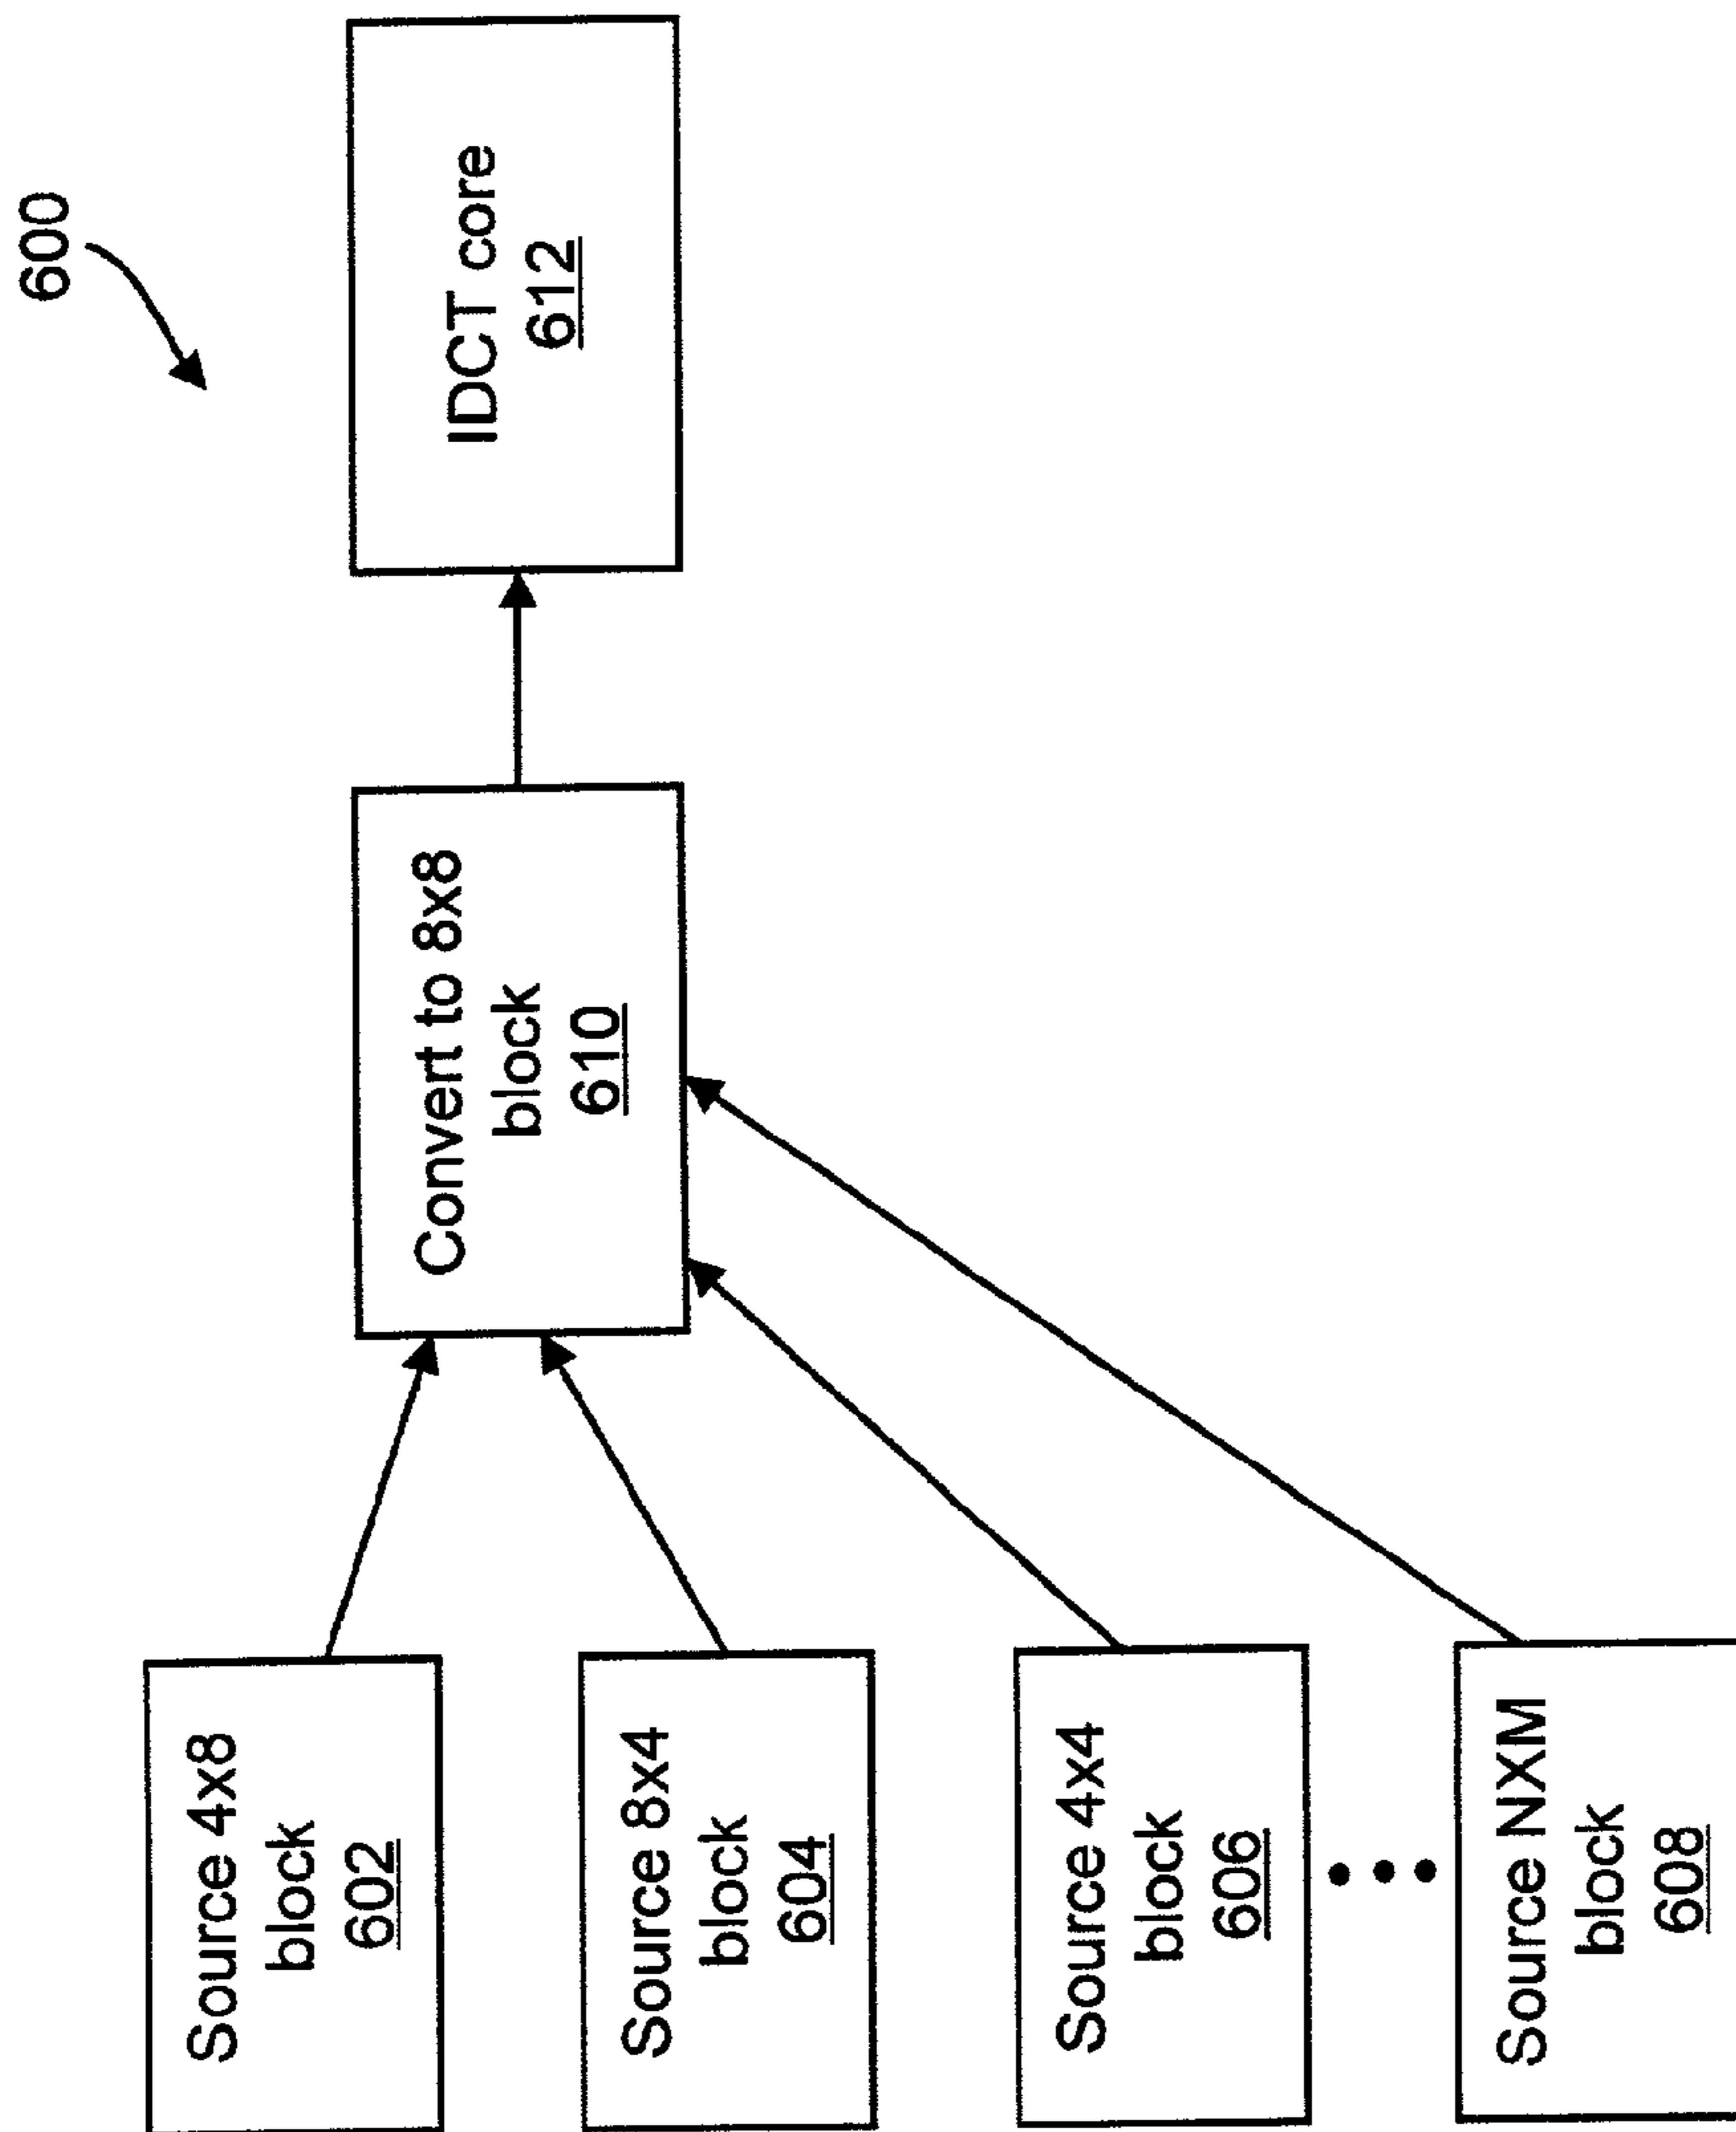 600
Source 4x8
block
602
Source 8x4
block
604
Source 4x4
block
606
Source NXM
block
608
Convert to 8x8
block
610
IDCT core
612